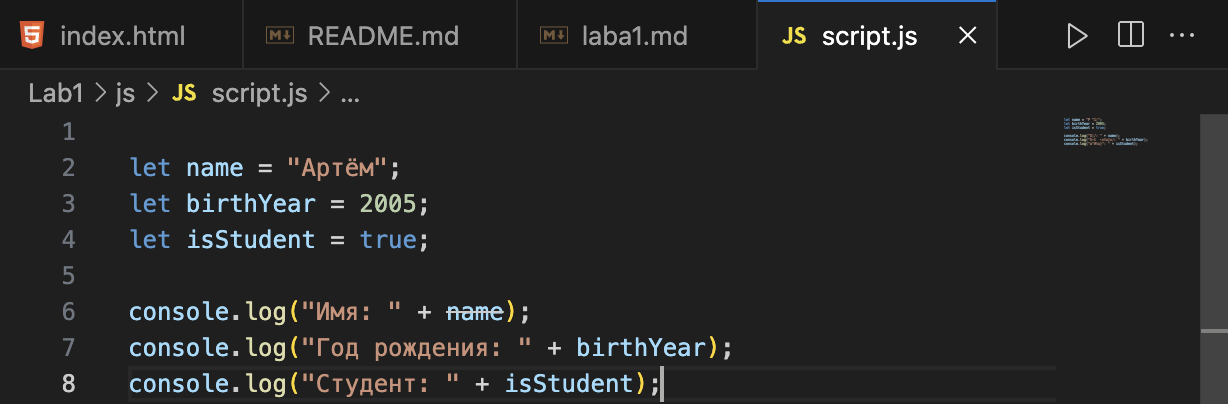 index.html README.md laba1.md JS script.js
Lab1 > js > JS script.js > ...
1
2 let name = "Артём";
3 let birthYear = 2005;
4 let isStudent = true;
5
6 console.log("Имя: " + name);
7 console.log("Год рождения: " + birthYear);
8 console.log("Студент: " + isStudent);